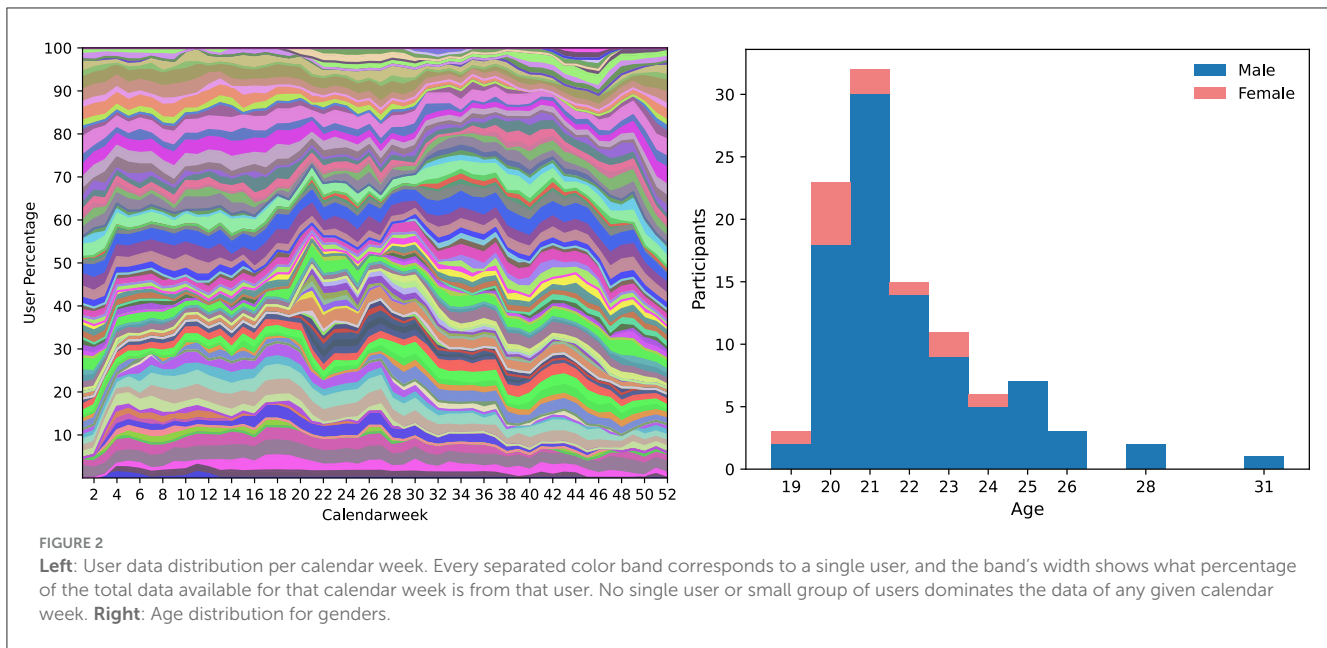 100
90
80
70
60
50
40
30
20
10
User Percentage
2 4 6 8 10 12 14 16 18 20 22 24 26 28 30 32 34 36 38 40 42 44 46 48 50 52
Calendarweek
30
25
20
15
10
5
0
Participants
Male
Female
19 20 21 22 23 24 25 26 28 31
Age
FIGURE 2
Left: User data distribution per calendar week. Every separated color band corresponds to a single user, and the band's width shows what percentage
of the total data available for that calendar week is from that user. No single user or small group of users dominates the data of any given calendar
week. Right: Age distribution for genders.